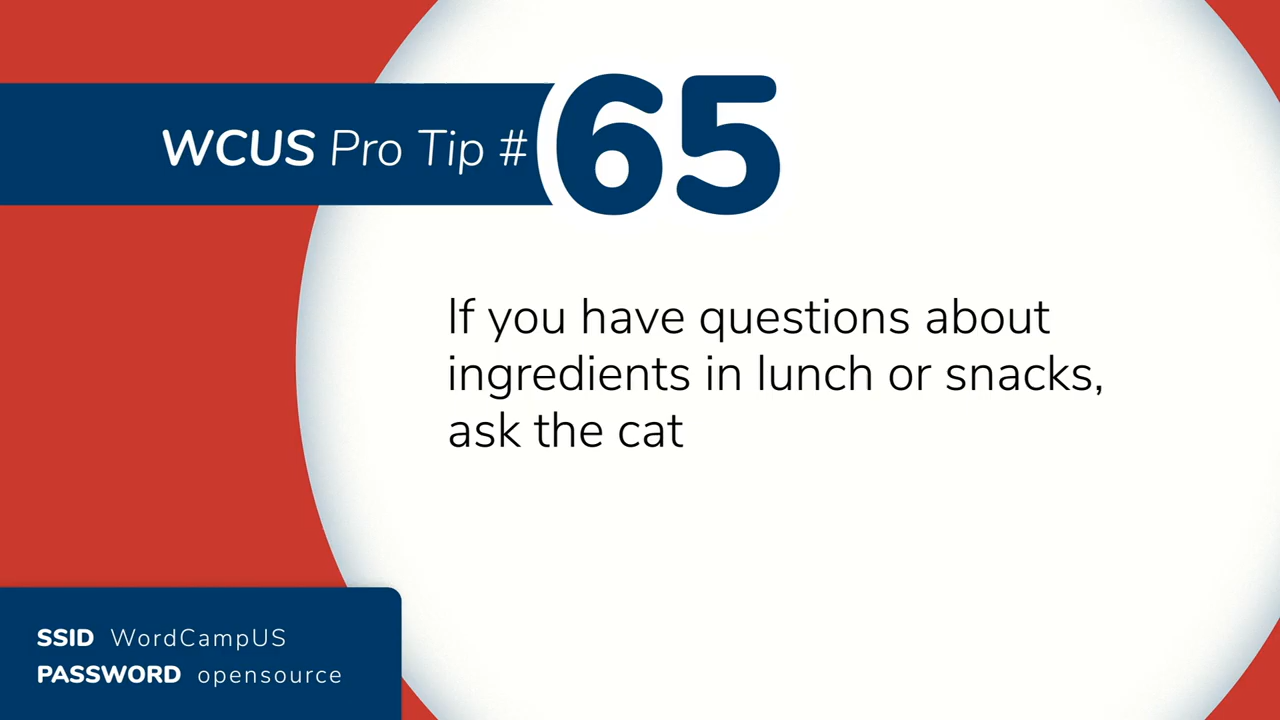 WCUS Pro Tip # 65
If you have questions about
ingredients in lunch or snacks,
ask the cat
SSID WordCampUS
PASSWORD opensource